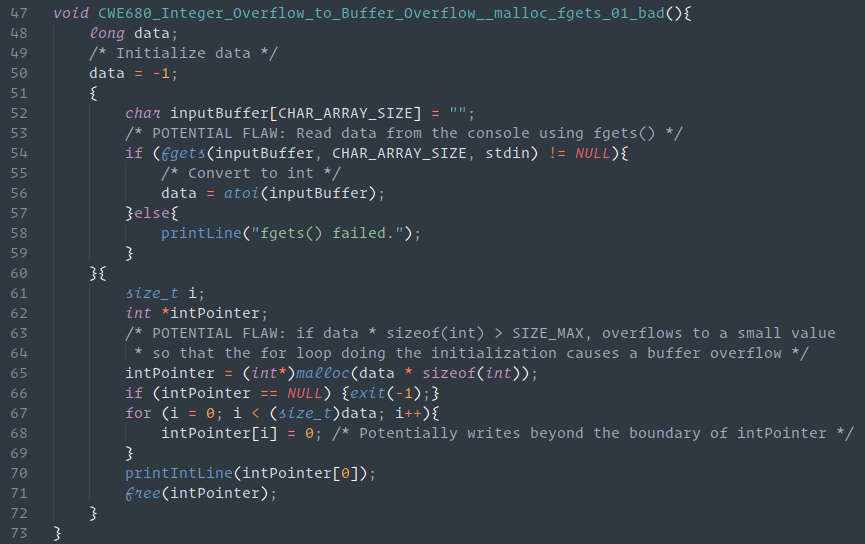 47 void CWE680_Integer_Overflow_to_Buffer_Overflow__malloc_fgets_01_bad(){
48     long data;
49     /* Initialize data */
50     data = -1;
51     {
52         char inputBuffer[CHAR_ARRAY_SIZE] = "";
53         /* POTENTIAL FLAW: Read data from the console using fgets() */
54         if (fgets(inputBuffer, CHAR_ARRAY_SIZE, stdin) != NULL){
55             /* Convert to int */
56             data = atoi(inputBuffer);
57         }else{
58             printLine("fgets() failed.");
59         }
60     }{
61         size_t i;
62         int *intPointer;
63         /* POTENTIAL FLAW: if data * sizeof(int) > SIZE_MAX, overflows to a small value
64          * so that the for loop doing the initialization causes a buffer overflow */
65         intPointer = (int*)malloc(data * sizeof(int));
66         if (intPointer == NULL) {exit(-1);}
67         for (i = 0; i < (size_t)data; i++){
68             intPointer[i] = 0; /* Potentially writes beyond the boundary of intPointer */
69         }
70         printIntLine(intPointer[0]);
71         free(intPointer);
72     }
73 }